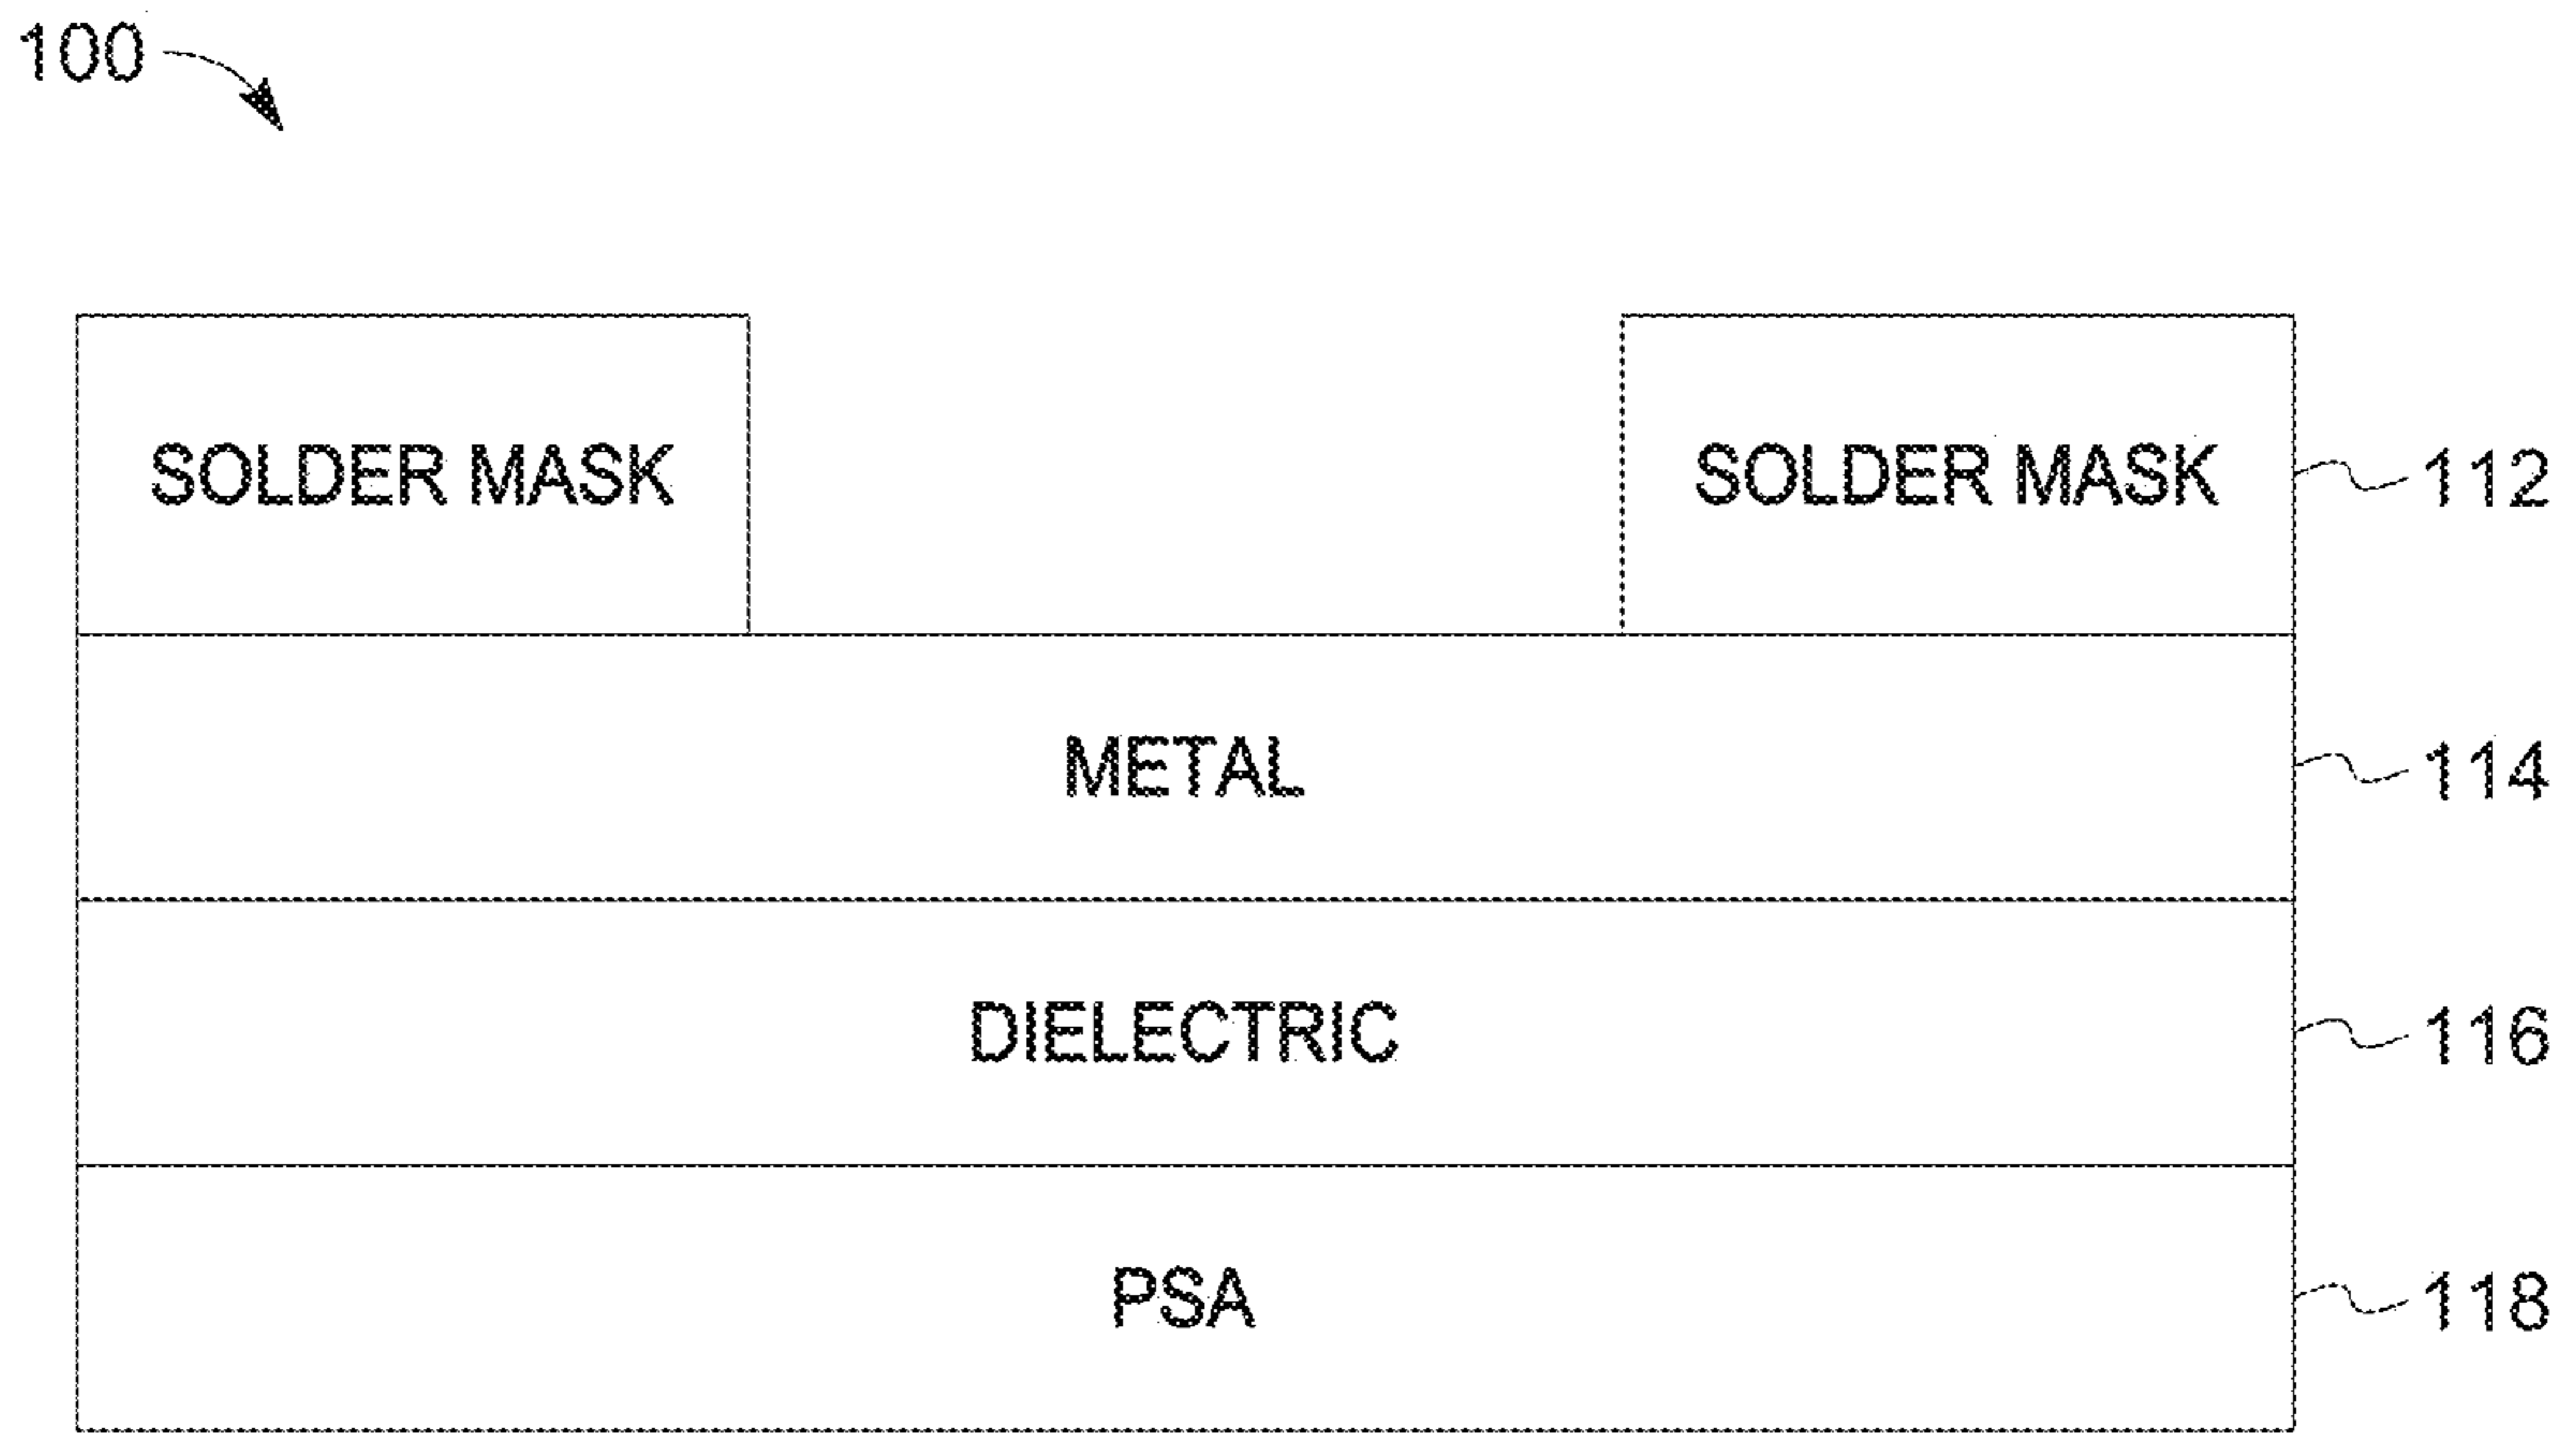 100
SOLDER MASK SOLDER MASK 112
METAL 114
DIELECTRIC 116
PSA 118